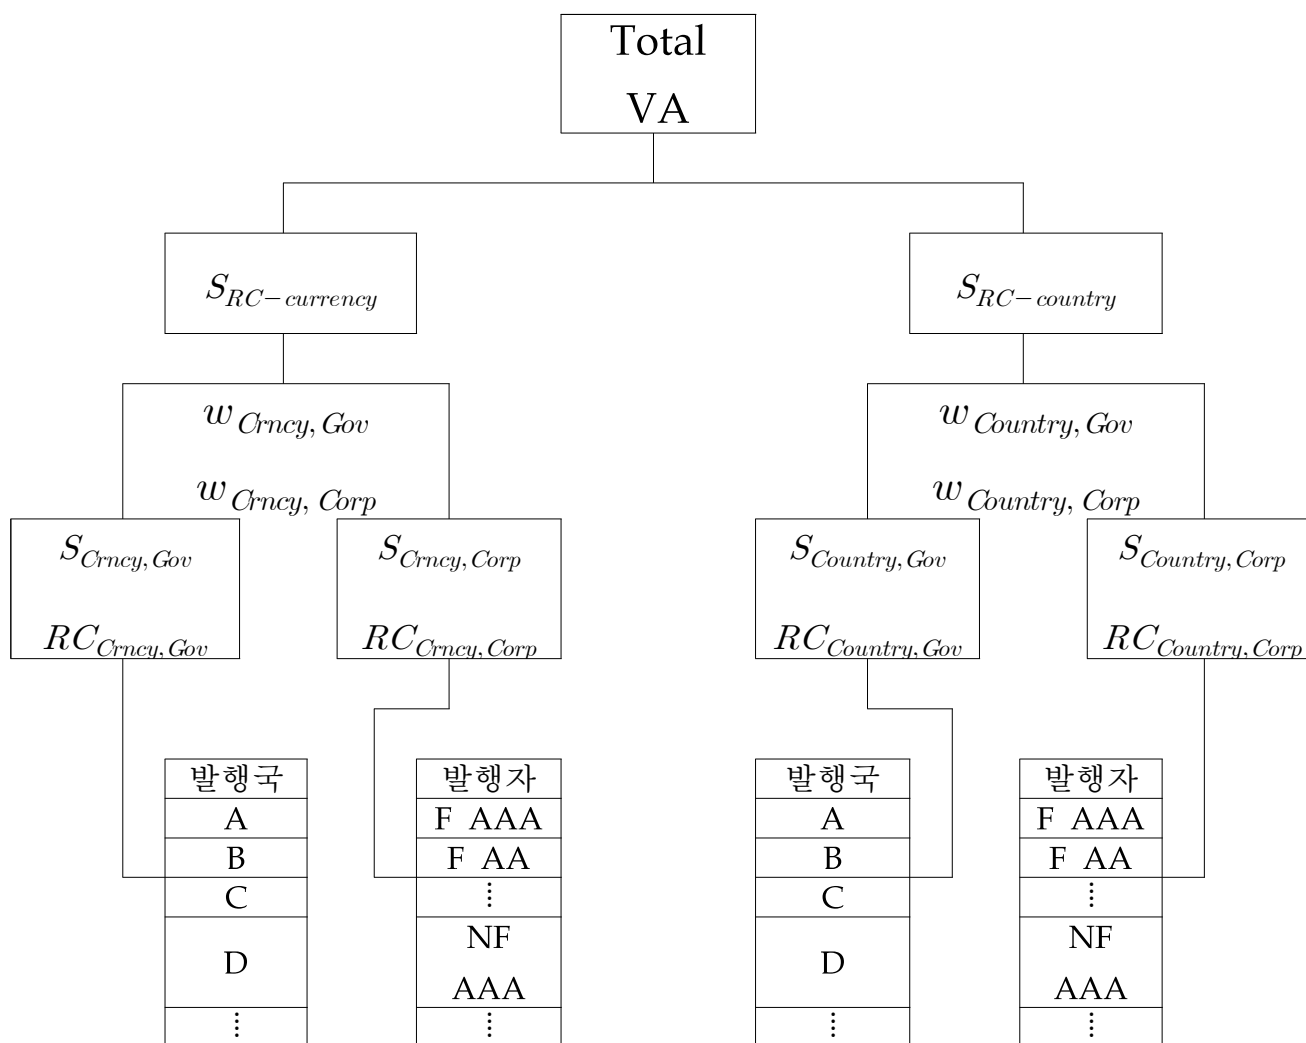 Total
VA
S_{RC-currency}
S_{RC-country}
w_{Crncy, Gov}
w_{Crncy, Corp}
w_{Country, Gov}
w_{Country, Corp}
S_{Crncy, Gov}
RC_{Crncy, Gov}
S_{Crncy, Corp}
RC_{Crncy, Corp}
S_{Country, Gov}
RC_{Country, Gov}
S_{Country, Corp}
RC_{Country, Corp}
발행국
A
B
C
D
⋮
발행자
F AAA
F AA
⋮
NF
AAA
⋮
발행국
A
B
C
D
⋮
발행자
F AAA
F AA
⋮
NF
AAA
⋮